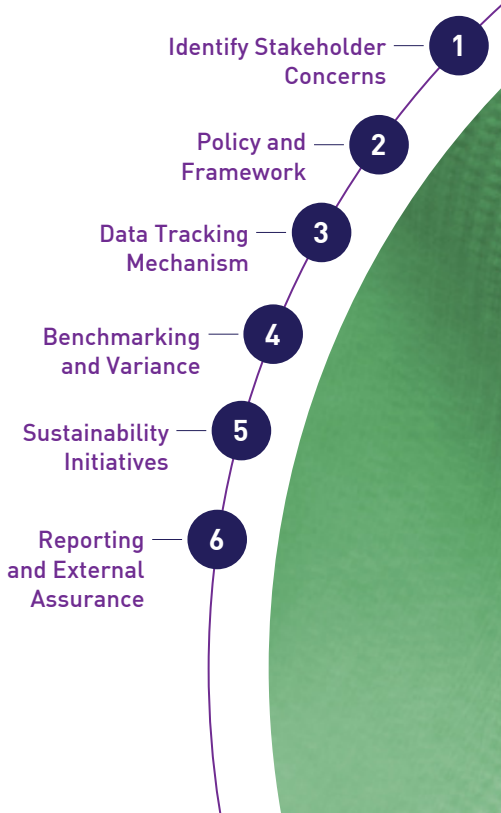 Identify Stakeholder
Concerns
1
Policy and
Framework
2
Data Tracking
Mechanism
3
Benchmarking
and Variance
4
Sustainability
Initiatives
5
Reporting
and External
Assurance
6